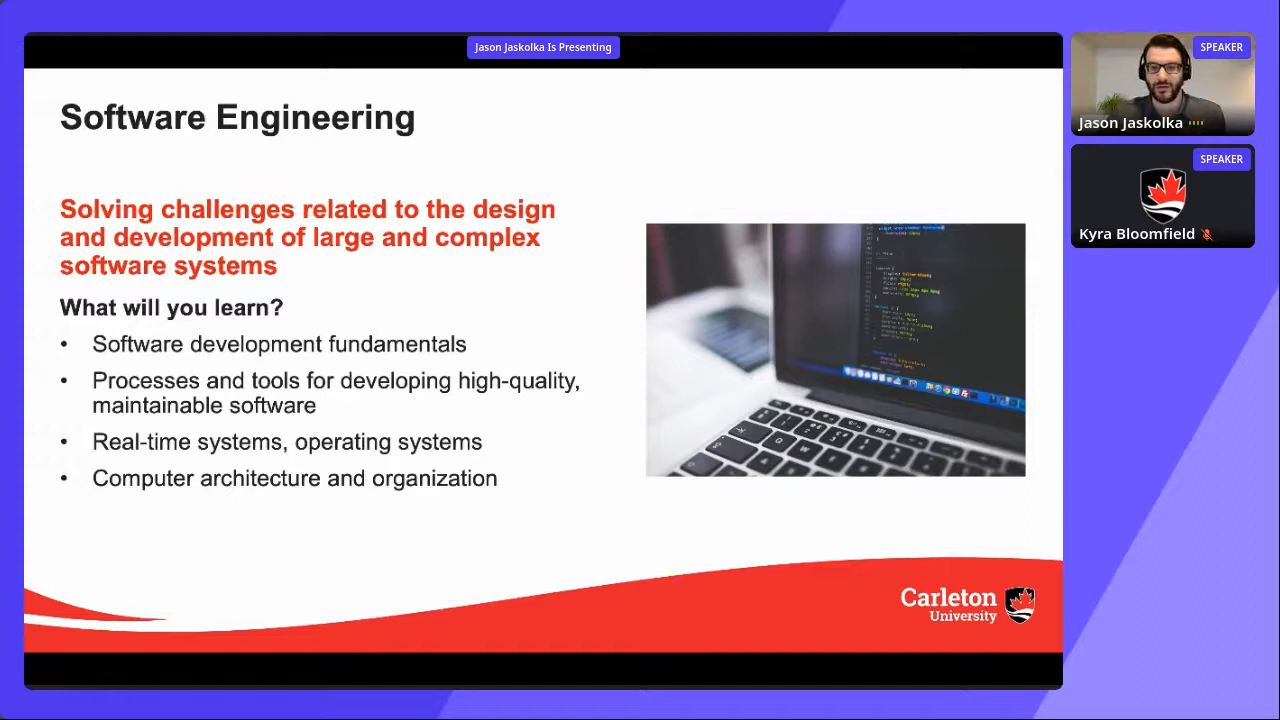 Jason Jaskolka Is Presenting
Software Engineering
Solving challenges related to the design
and development of large and complex
software systems
What will you learn?
• Software development fundamentals
• Processes and tools for developing high-quality,
maintainable software
• Real-time systems, operating systems
• Computer architecture and organization
Carleton
University
SPEAKER
Jason Jaskolka
SPEAKER
Kyra Bloomfield